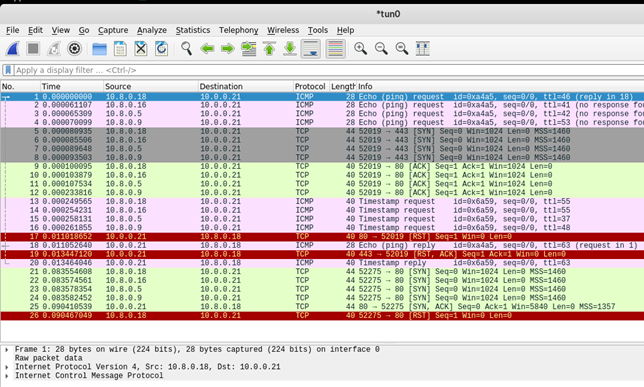 *tun0
File Edit View Go Capture Analyze Statistics Telephony Wireless Tools Help
Apply a display filter ... <Ctrl-/>
No. Time Source Destination Protocol Length Info
1 0.000000000 10.8.0.18 10.0.0.21 ICMP 28 Echo (ping) request id=0xa4a5, seq=0/0, ttl=46 (reply in 18)
2 0.000061107 10.8.0.16 10.0.0.21 ICMP 28 Echo (ping) request id=0xa4a5, seq=0/0, ttl=41 (no response fo
3 0.000065309 10.8.0.5 10.0.0.21 ICMP 28 Echo (ping) request id=0xa4a5, seq=0/0, ttl=42 (no response for
4 0.000070099 10.8.0.9 10.0.0.21 ICMP 28 Echo (ping) request id=0xa4a5, seq=0/0, ttl=53 (no response fo
5 0.000080935 10.8.0.18 10.0.0.21 TCP 44 52019 → 443 [SYN] Seq=0 Win=1024 Len=0 MSS=1460
6 0.000085506 10.8.0.16 10.0.0.21 TCP 44 52019 → 443 [SYN] Seq=0 Win=1024 Len=0 MSS=1460
7 0.000089648 10.8.0.5 10.0.0.21 TCP 44 52019 → 443 [SYN] Seq=0 Win=1024 Len=0 MSS=1460
8 0.000093503 10.8.0.9 10.0.0.21 TCP 44 52019 → 443 [SYN] Seq=0 Win=1024 Len=0 MSS=1460
9 0.000100095 10.8.0.18 10.0.0.21 TCP 40 52019 → 80 [ACK] Seq=1 Ack=1 Win=1024 Len=0
10 0.000103879 10.8.0.16 10.0.0.21 TCP 40 52019 → 80 [ACK] Seq=1 Ack=1 Win=1024 Len=0
11 0.000107534 10.8.0.5 10.0.0.21 TCP 40 52019 → 80 [ACK] Seq=1 Ack=1 Win=1024 Len=0
12 0.000233816 10.8.0.9 10.0.0.21 TCP 40 52019 → 80 [ACK] Seq=1 Ack=1 Win=1024 Len=0
13 0.000249565 10.8.0.18 10.0.0.21 ICMP 40 Timestamp request id=0x6a59, seq=0/0, ttl=55
14 0.000254231 10.8.0.16 10.0.0.21 ICMP 40 Timestamp request id=0x6a59, seq=0/0, ttl=55
15 0.000258131 10.8.0.5 10.0.0.21 ICMP 40 Timestamp request id=0x6a59, seq=0/0, ttl=37
16 0.000261855 10.8.0.9 10.0.0.21 ICMP 40 Timestamp request id=0x6a59, seq=0/0, ttl=48
17 0.011018652 10.0.0.21 10.8.0.18 TCP 40 80 → 52019 [RST] Seq=1 Win=0 Len=0
18 0.011052640 10.0.0.21 10.8.0.18 ICMP 28 Echo (ping) reply id=0xa4a5, seq=0/0, ttl=63 (request in 1)
19 0.013447120 10.0.0.21 10.8.0.18 TCP 40 443 → 52019 [RST, ACK] Seq=1 Ack=1 Win=0 Len=0
20 0.013464046 10.0.0.21 10.8.0.18 ICMP 40 Timestamp reply id=0x6a59, seq=0/0, ttl=63
21 0.083554608 10.8.0.18 10.0.0.21 TCP 44 52275 → 80 [SYN] Seq=0 Win=1024 Len=0 MSS=1460
22 0.083574561 10.8.0.16 10.0.0.21 TCP 44 52275 → 80 [SYN] Seq=0 Win=1024 Len=0 MSS=1460
23 0.083578354 10.8.0.5 10.0.0.21 TCP 44 52275 → 80 [SYN] Seq=0 Win=1024 Len=0 MSS=1460
24 0.083582452 10.8.0.9 10.0.0.21 TCP 44 52275 → 80 [SYN] Seq=0 Win=1024 Len=0 MSS=1460
25 0.090410539 10.0.0.21 10.8.0.18 TCP 44 80 → 52275 [SYN, ACK] Seq=0 Ack=1 Win=5840 Len=0 MSS=1357
26 0.090467049 10.8.0.18 10.0.0.21 TCP 40 52275 → 80 [RST] Seq=1 Win=0 Len=0
Frame 1: 28 bytes on wire (224 bits), 28 bytes captured (224 bits) on interface 0
Raw packet data
Internet Protocol Version 4, Src: 10.8.0.18, Dst: 10.0.0.21
Internet Control Message Protocol